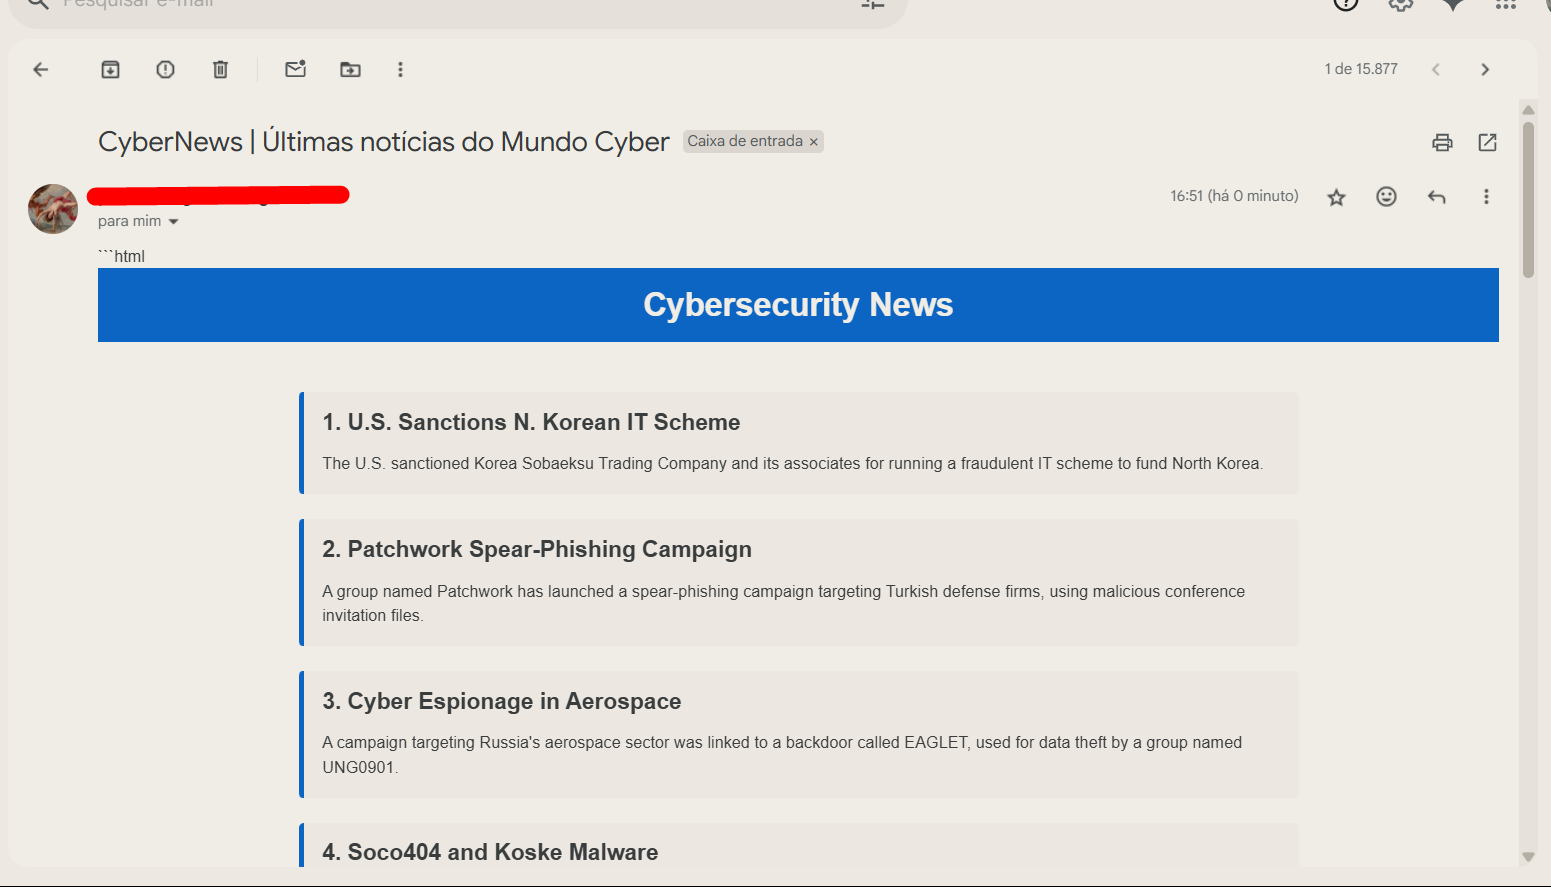 Pesquisar e-mail
1 de 15.877
CyberNews | Últimas notícias do Mundo Cyber
Caixa de entrada ×
16:51 (há 0 minuto)
para mim
```html
Cybersecurity News
1. U.S. Sanctions N. Korean IT Scheme
The U.S. sanctioned Korea Sobaeksu Trading Company and its associates for running a fraudulent IT scheme to fund North Korea.
2. Patchwork Spear-Phishing Campaign
A group named Patchwork has launched a spear-phishing campaign targeting Turkish defense firms, using malicious conference
invitation files.
3. Cyber Espionage in Aerospace
A campaign targeting Russia's aerospace sector was linked to a backdoor called EAGLET, used for data theft by a group named
UNG0901.
4. Soco404 and Koske Malware